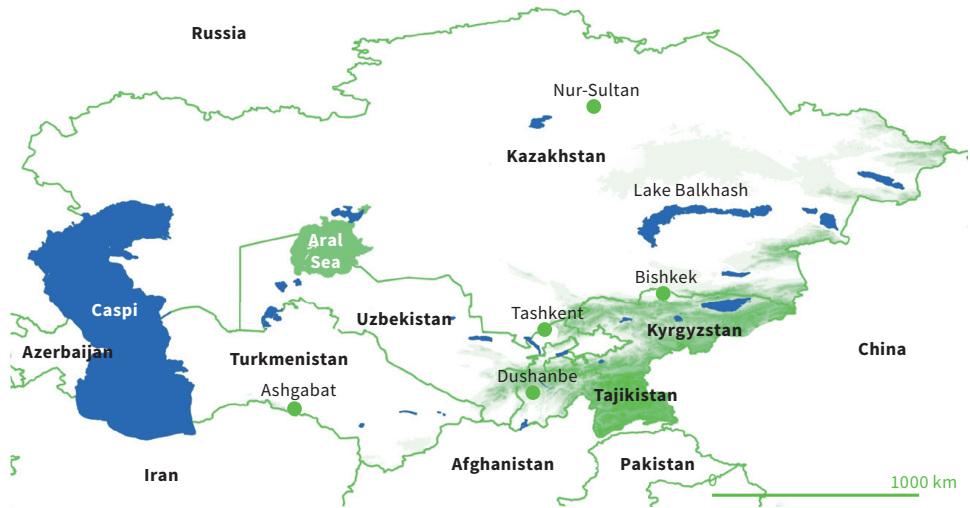 Russia
Nur-Sultan
Kazakhstan
Lake Balkhash
Aral
Sea
Bishkek
Caspi
Tashkent
Uzbekistan
Kyrgyzstan
Azerbaijan
Turkmenistan
China
Dushanbe
Ashgabat
Tajikistan
Iran
Afghanistan
Pakistan
0
1000 km